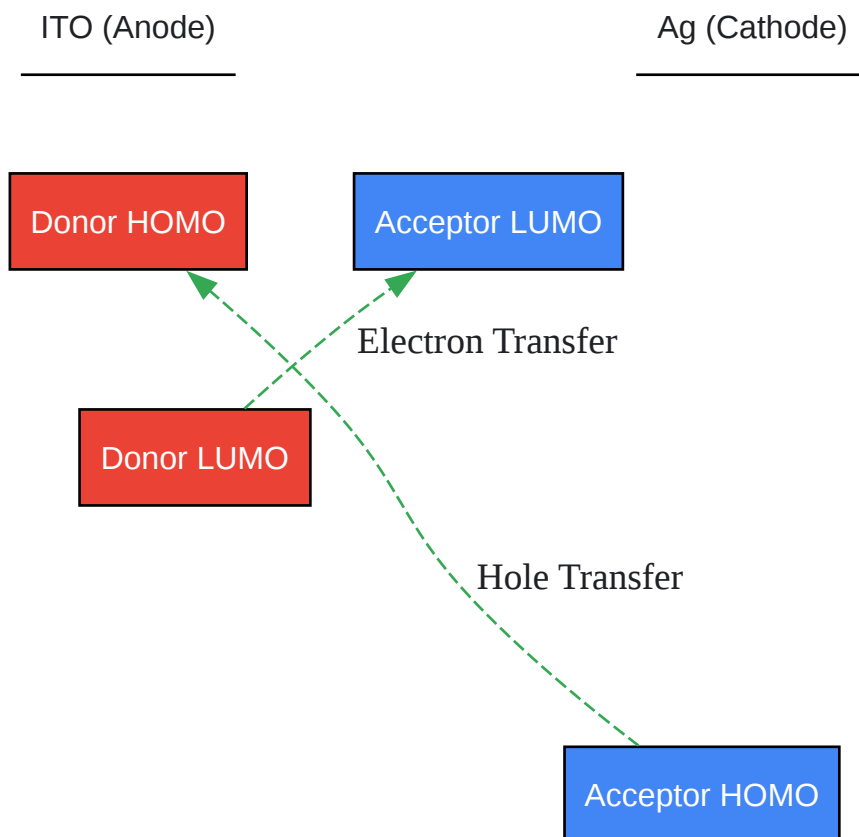 ITO (Anode)
Ag (Cathode)
Donor HOMO
Acceptor LUMO
Electron Transfer
Donor LUMO
Hole Transfer
Acceptor HOMO